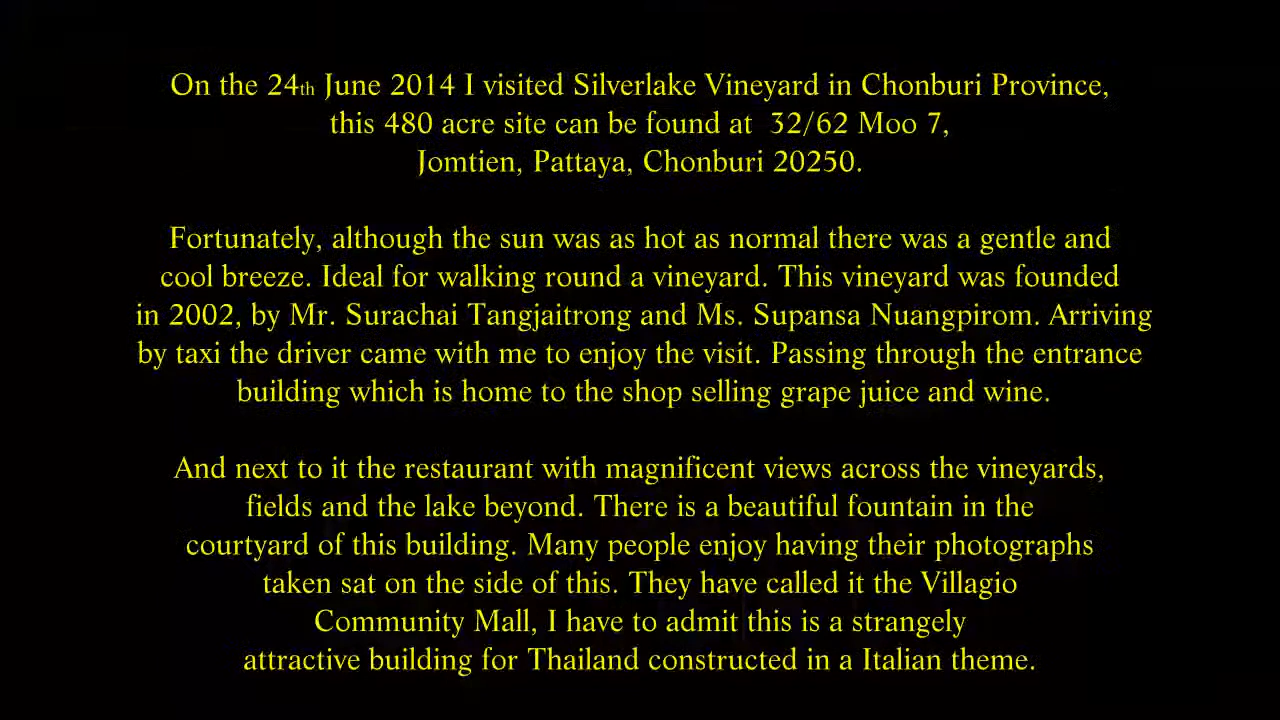 On the 24th June 2014 I visited Silverlake Vineyard in Chonburi Province,
this 480 acre site can be found at 32/62 Moo 7,
Jomtien, Pattaya, Chonburi 20250.
Fortunately, although the sun was as hot as normal there was a gentle and
cool breeze. Ideal for walking round a vineyard. This vineyard was founded
in 2002, by Mr. Surachai Tangjaitrong and Ms. Supansa Nuangpirom. Arriving
by taxi the driver came with me to enjoy the visit. Passing through the entrance
building which is home to the shop selling grape juice and wine.
And next to it the restaurant with magnificent views across the vineyards,
fields and the lake beyond. There is a beautiful fountain in the
courtyard of this building. Many people enjoy having their photographs
taken sat on the side of this. They have called it the Villagio
Community Mall, I have to admit this is a strangely
attractive building for Thailand constructed in a Italian theme.